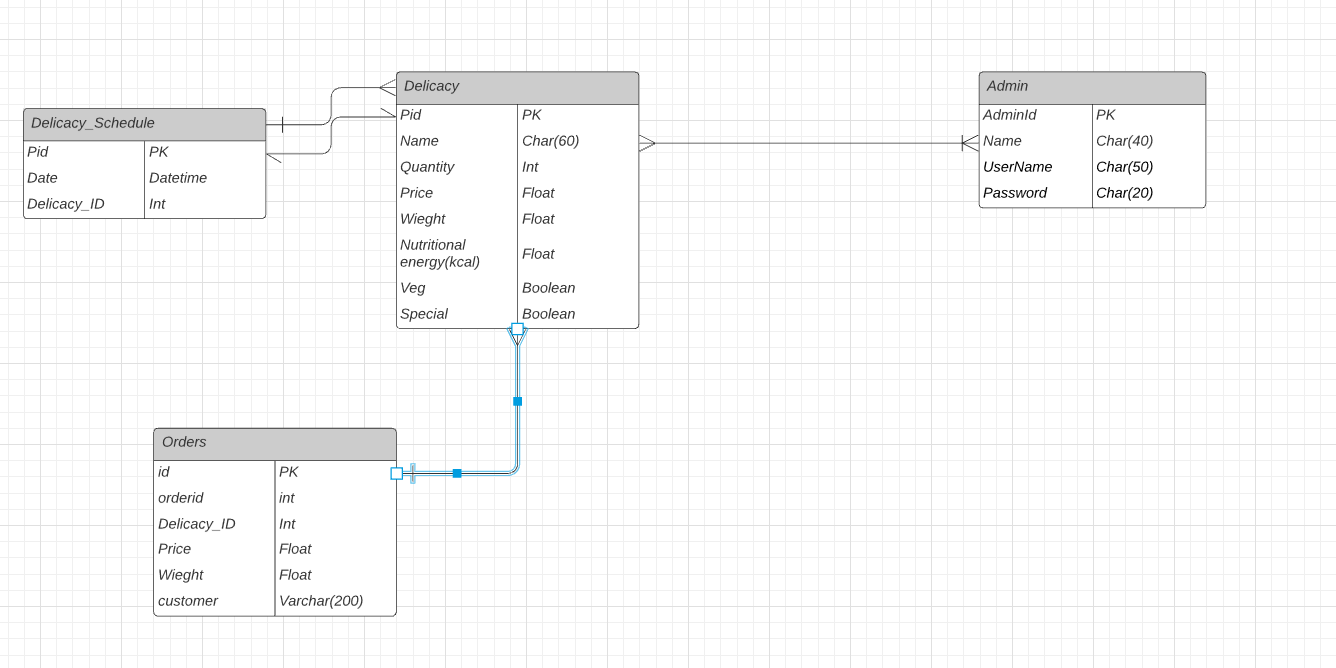 Delicacy_Schedule
Pid PK
Date Datetime
Delicacy_ID Int
Delicacy
Pid PK
Name Char(60)
Quantity Int
Price Float
Wieght Float
Nutritional
energy(kcal) Float
Veg Boolean
Special Boolean
Admin
AdminId PK
Name Char(40)
UserName Char(50)
Password Char(20)
Orders
id PK
orderid int
Delicacy_ID Int
Price Float
Wieght Float
customer Varchar(200)